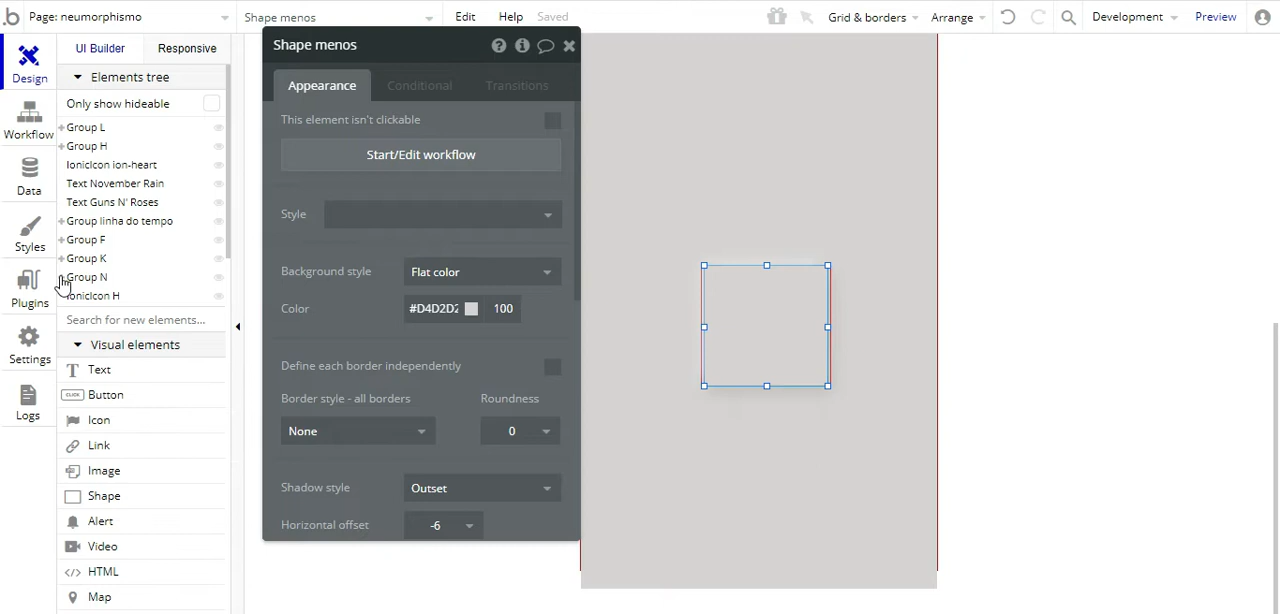 .b Page: neumorphismo Shape menos Edit Help Saved Grid & borders Arrange Development Preview
Design
Workflow
Data
Styles
Plugins
Settings
Logs
UI Builder Responsive
Elements tree
Only show hideable
Group L
Group H
IonicIcon ion-heart
Text November Rain
Text Guns N' Roses
Group linha do tempo
Group F
Group K
Group N
IonicIcon H
Search for new elements...
Visual elements
Text
CLICK Button
Icon
Link
Image
Shape
Alert
Video
</> HTML
Map
Shape menos
Appearance Conditional Transitions
This element isn't clickable
Start/Edit workflow
Style
Background style Flat color
Color #D4D2D2 100
Define each border independently
Border style - all borders Roundness
None 0
Shadow style Outset
Horizontal offset -6